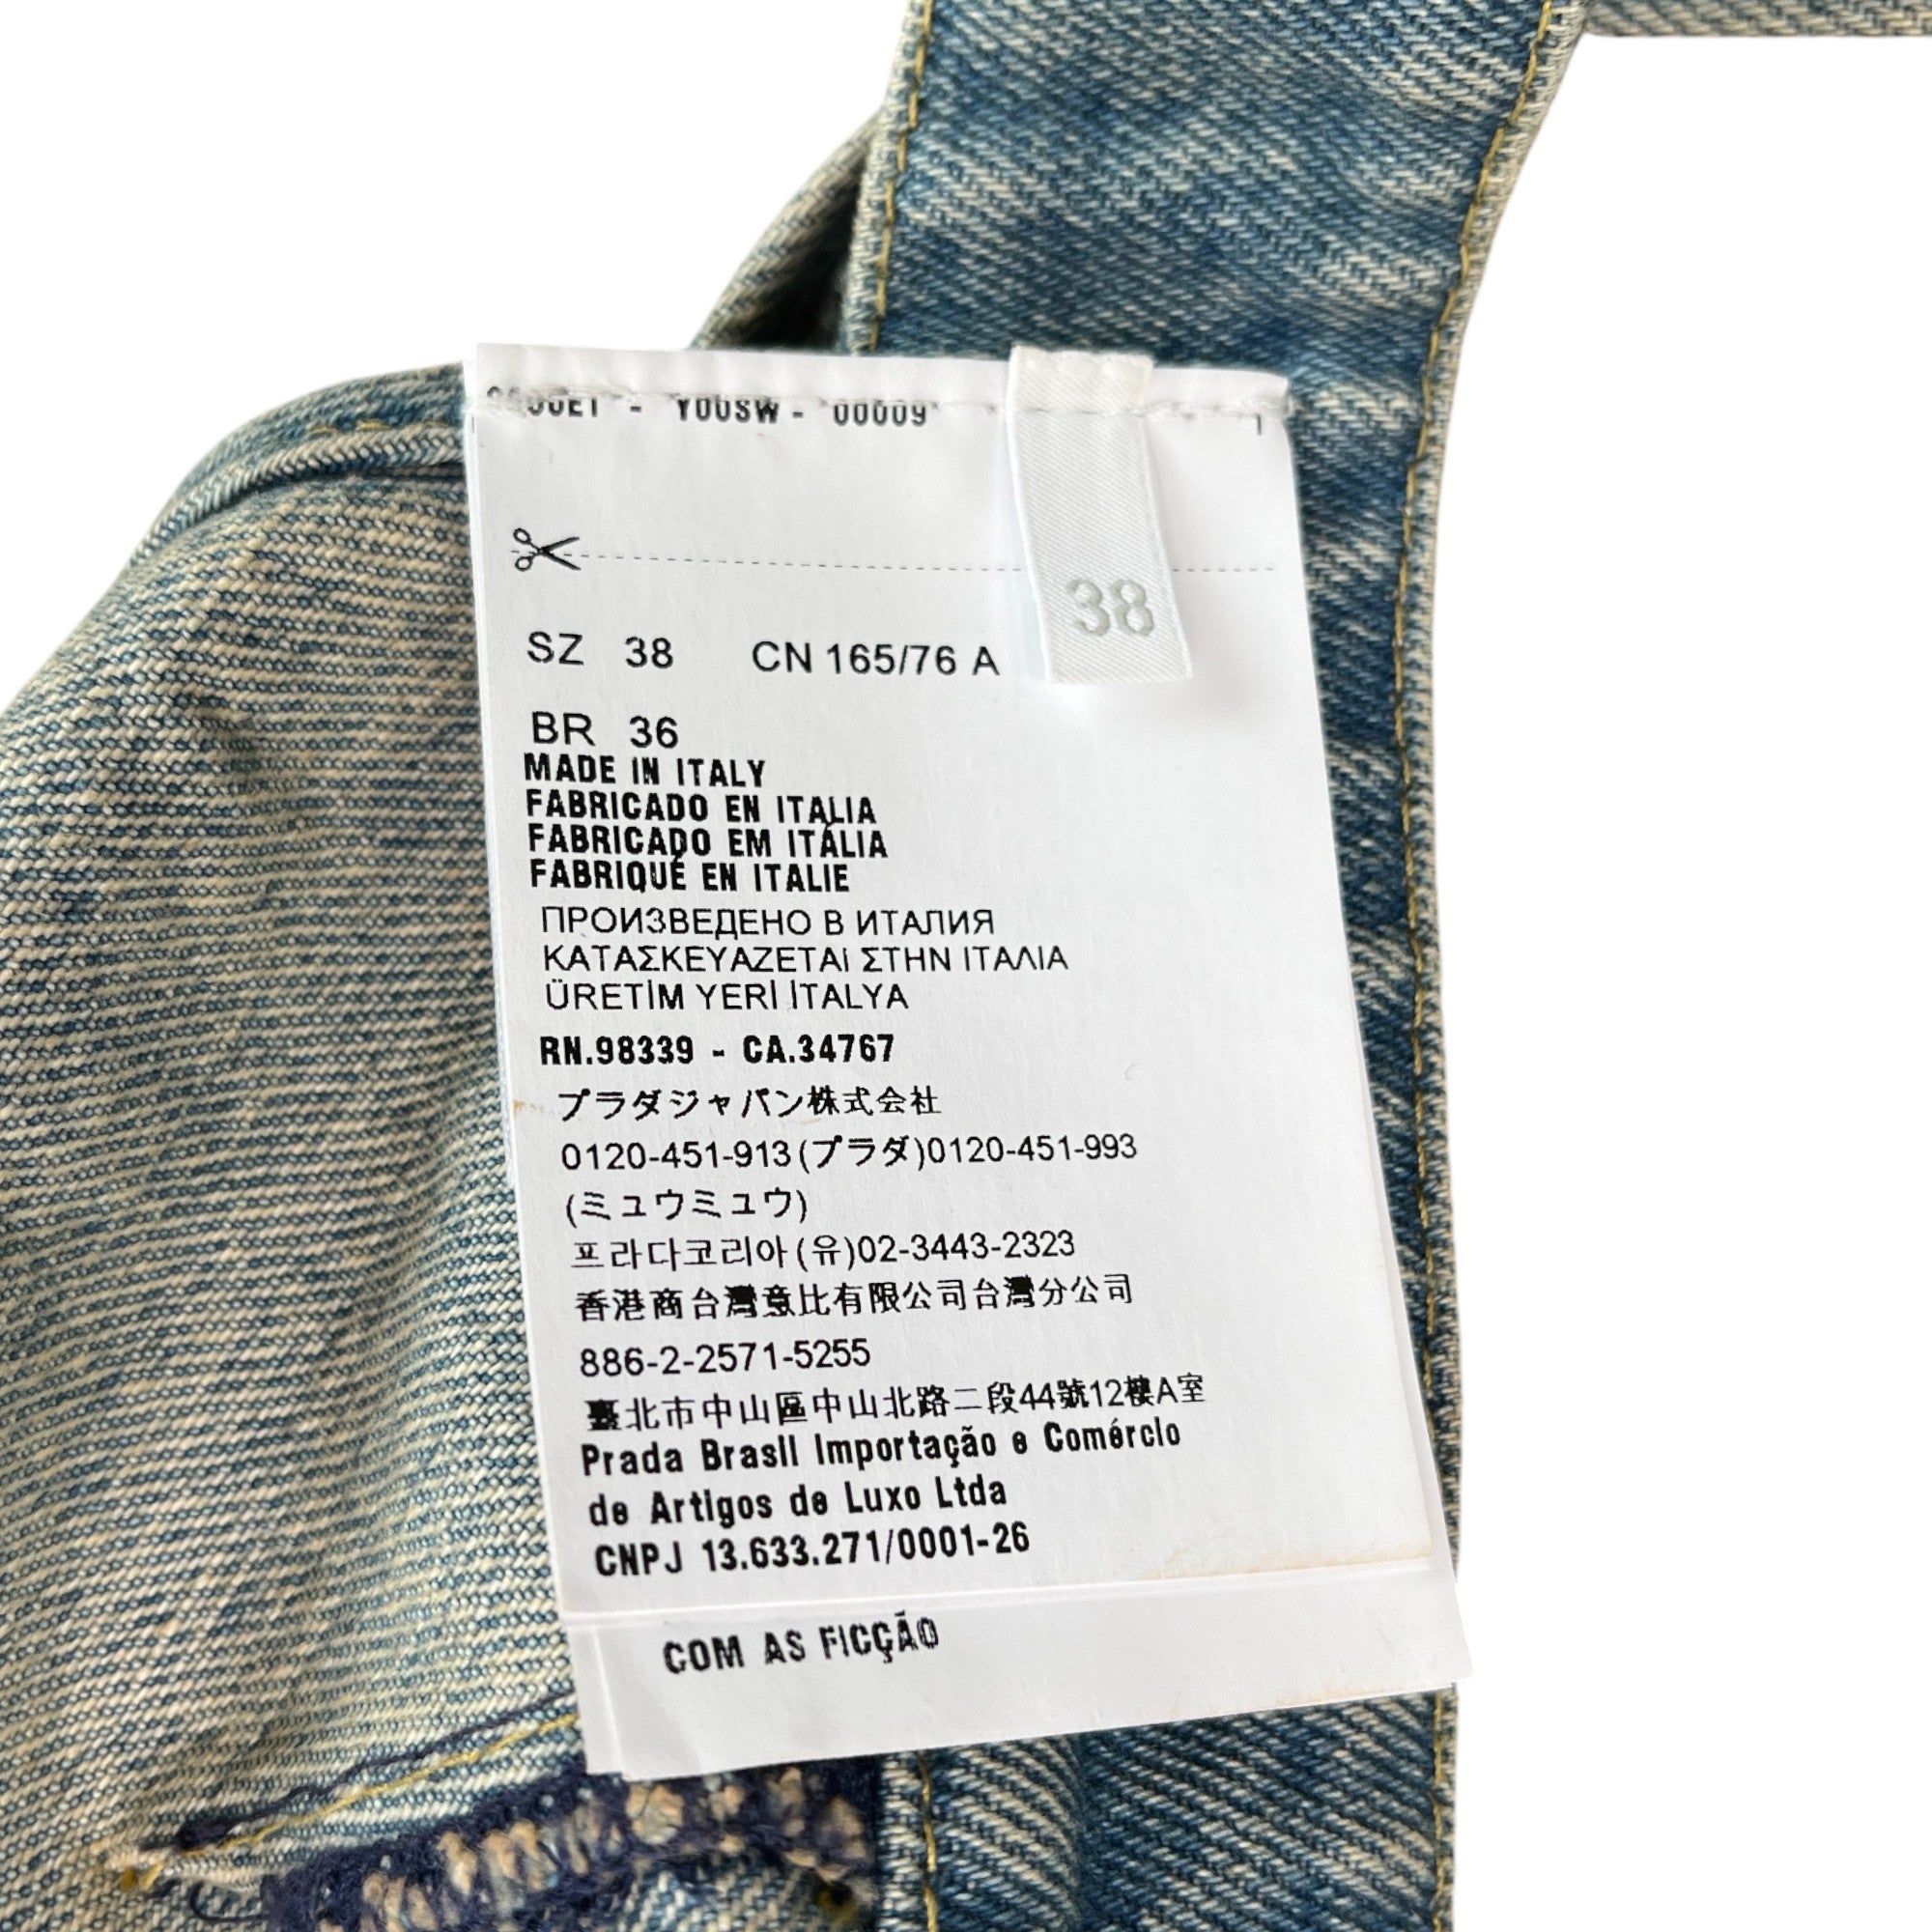 - Y00SW - 00009
38
SZ 38 CN 165/76 A
BR 36
MADE IN ITALY
FABRICADO EN ITALIA
FABRICADO EM ITÁLIA
FABRIQUÉ EN ITALIE
ПРОИЗВЕДЕНО В ИТАЛИЯ
ΚΑΤΑΣΚΕΥΑΖΕΤΑΙ ΣΤΗΝ ΙΤΑΛΙΑ
ÜRETİM YERİ İTALYA
RN.98339 - CA.34767
プラダジャパン株式会社
0120-451-913(プラダ)0120-451-993
(ミュウミュウ)
프라다코리아(유)02-3443-2323
香港商台灣意比有限公司台灣分公司
886-2-2571-5255
臺北市中山區中山北路二段44號12樓A室
Prada Brasil Importação e Comércio
de Artigos de Luxo Ltda
CNPJ 13.633.271/0001-26
COM AS FICÇÃO